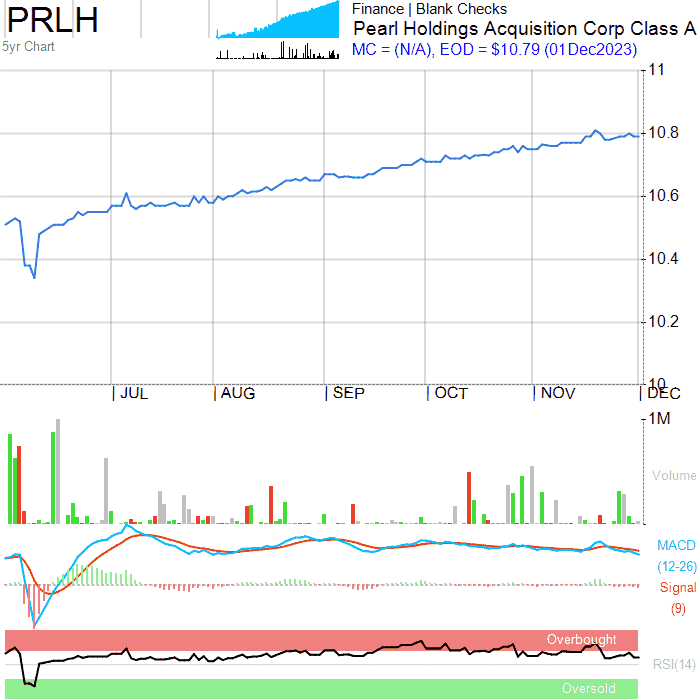 PRLH
5yr Chart
Finance | Blank Checks
Pearl Holdings Acquisition Corp Class A
MC = (N/A), EOD = $10.79 (01Dec2023)
11
10.8
10.6
10.4
10.2
10
JUL AUG SEP OCT NOV DEC
1M
Volume
MACD
(12-26)
Signal
(9)
Overbought
RSI(14)
Oversold